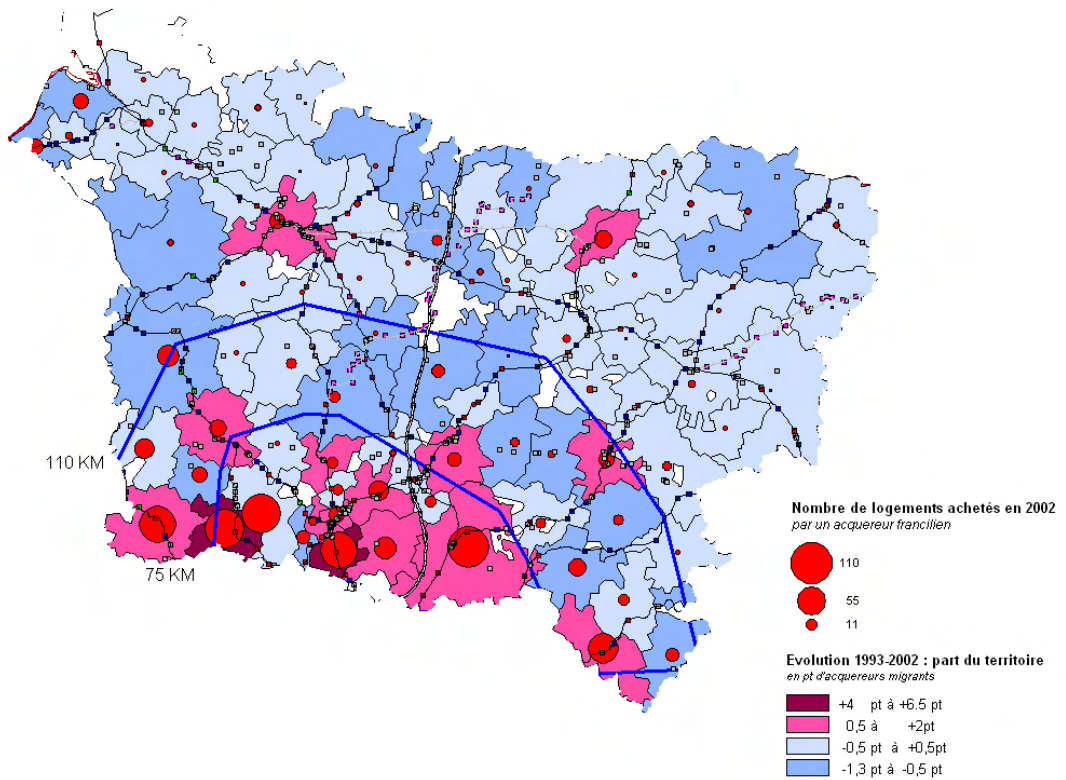 110 KM
75 KM
Nombre de logements achetés en 2002
par un acquereur francilien
110
55
11
Evolution 1993-2002 : part du territoire
en pt d'acquereurs migrants
+4 pt à +6.5 pt
0,5 à +2pt
-0,5 pt à +0,5pt
-1,3 pt à -0,5 pt